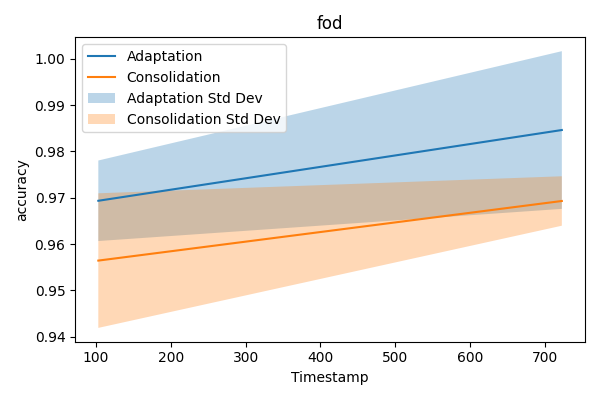 fod
Adaptation
Consolidation
Adaptation Std Dev
Consolidation Std Dev
accuracy
1.00
0.99
0.98
0.97
0.96
0.95
0.94
100 200 300 400 500 600 700
Timestamp